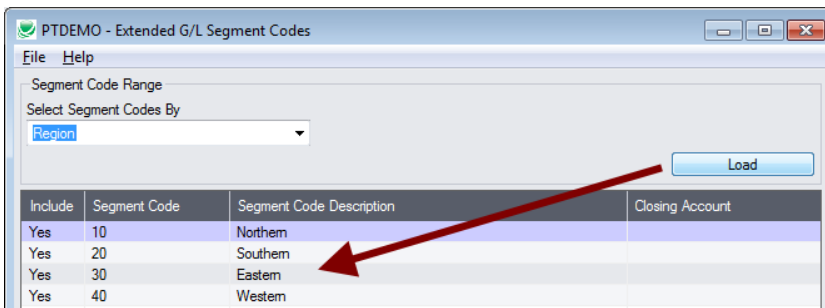 PTDEMO - Extended G/L Segment Codes
File Help
Segment Code Range
Select Segment Codes By
Region
Load
Include Segment Code Segment Code Description Closing Account
Yes 10 Northern
Yes 20 Southern
Yes 30 Eastern
Yes 40 Western